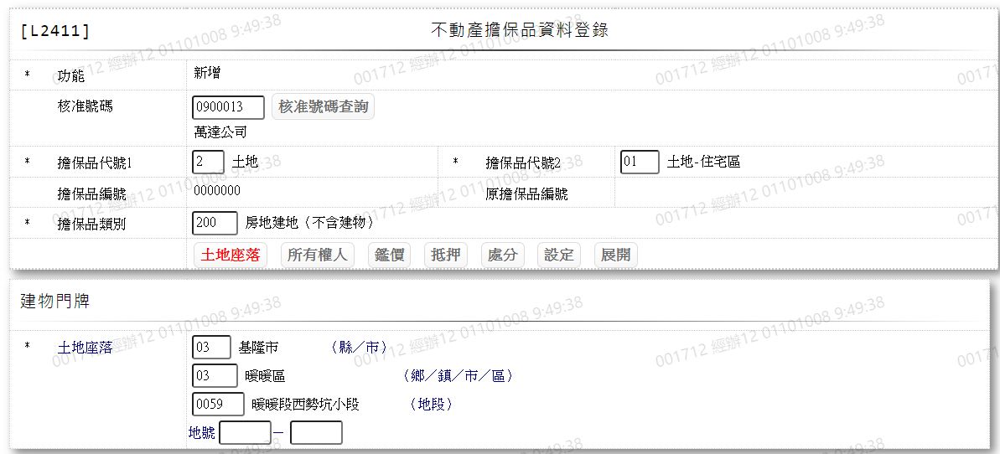 [L2411] 不動產擔保品資料登錄
* 功能 新增
核准號碼 0900013 核准號碼查詢
萬達公司
* 擔保品代號1 2 土地 * 擔保品代號2 01 土地-住宅區
擔保品編號 0000000 原擔保品編號
* 擔保品類別 200 房地建地（不含建物）
土地座落 所有權人 鑑價 抵押 處分 設定 展開
建物門牌
* 土地座落 03 基隆市 （縣／市）
03 暖暖區 （鄉／鎮／市／區）
0059 暖暖段西勢坑小段 （地段）
地號 －
001712 經辦12 01101008 9:49:38